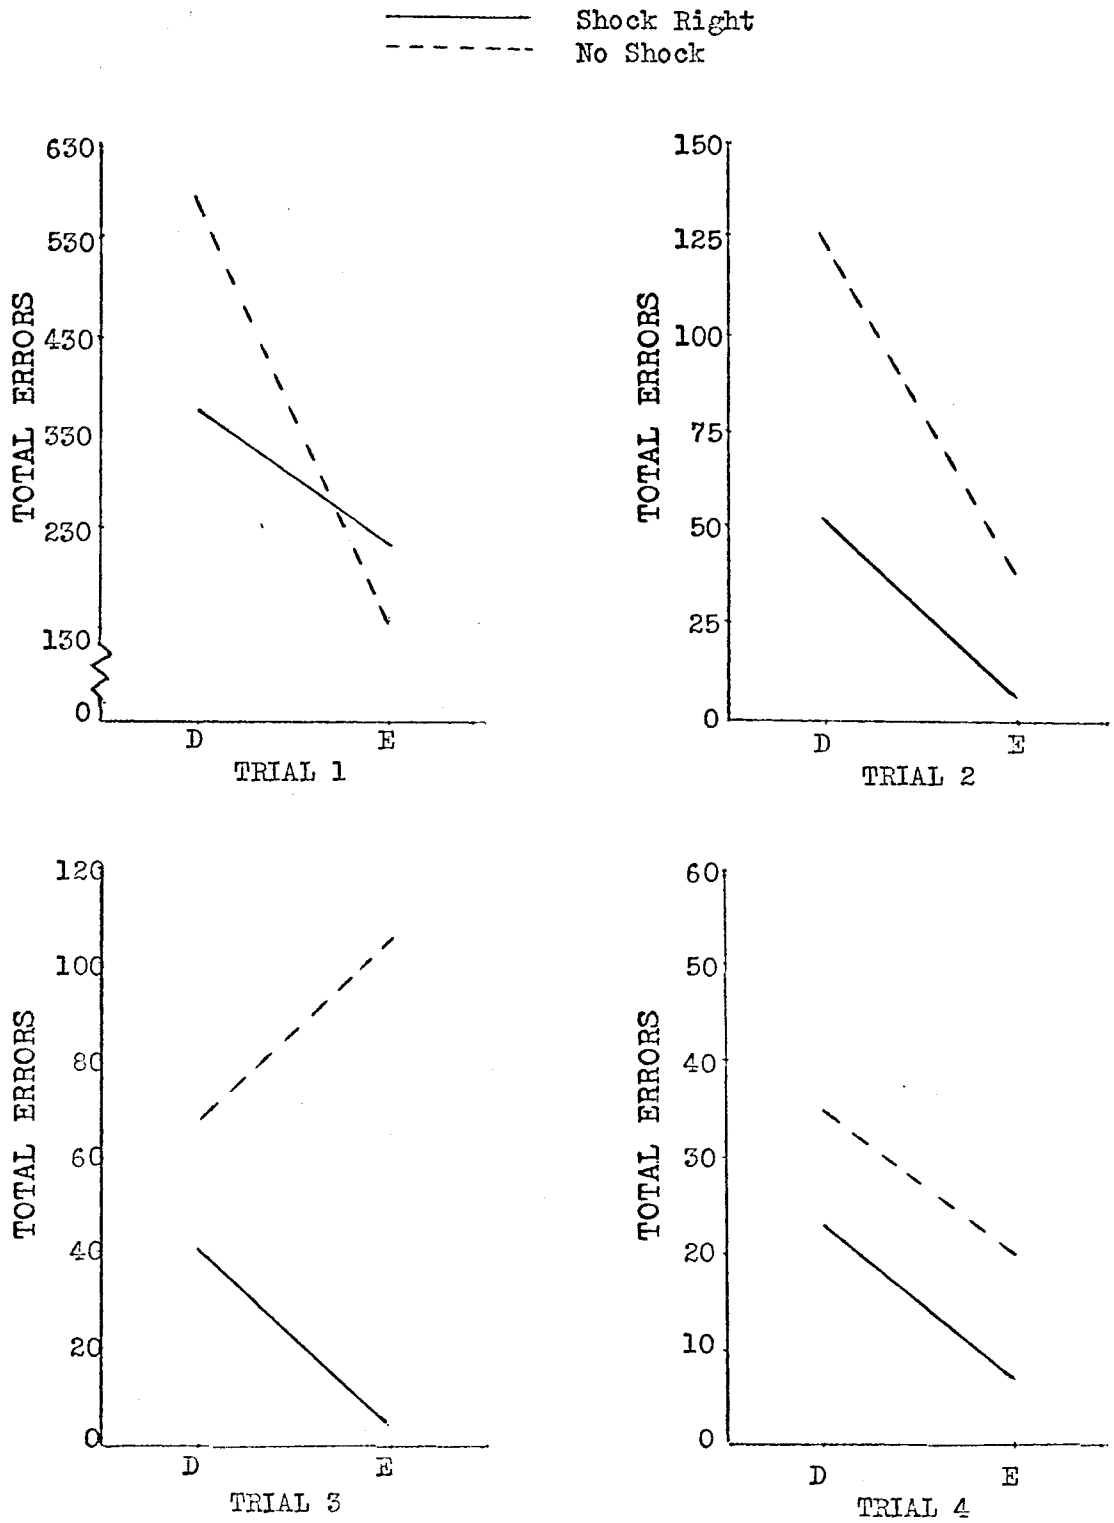 Shock Right
No Shock
TOTAL ERRORS
630
530
430
330
230
130
0
D E
TRIAL 1
TOTAL ERRORS
150
125
100
75
50
25
0
D E
TRIAL 2
TOTAL ERRORS
120
100
80
60
40
20
0
D E
TRIAL 3
TOTAL ERRORS
60
50
40
30
20
10
0
D E
TRIAL 4